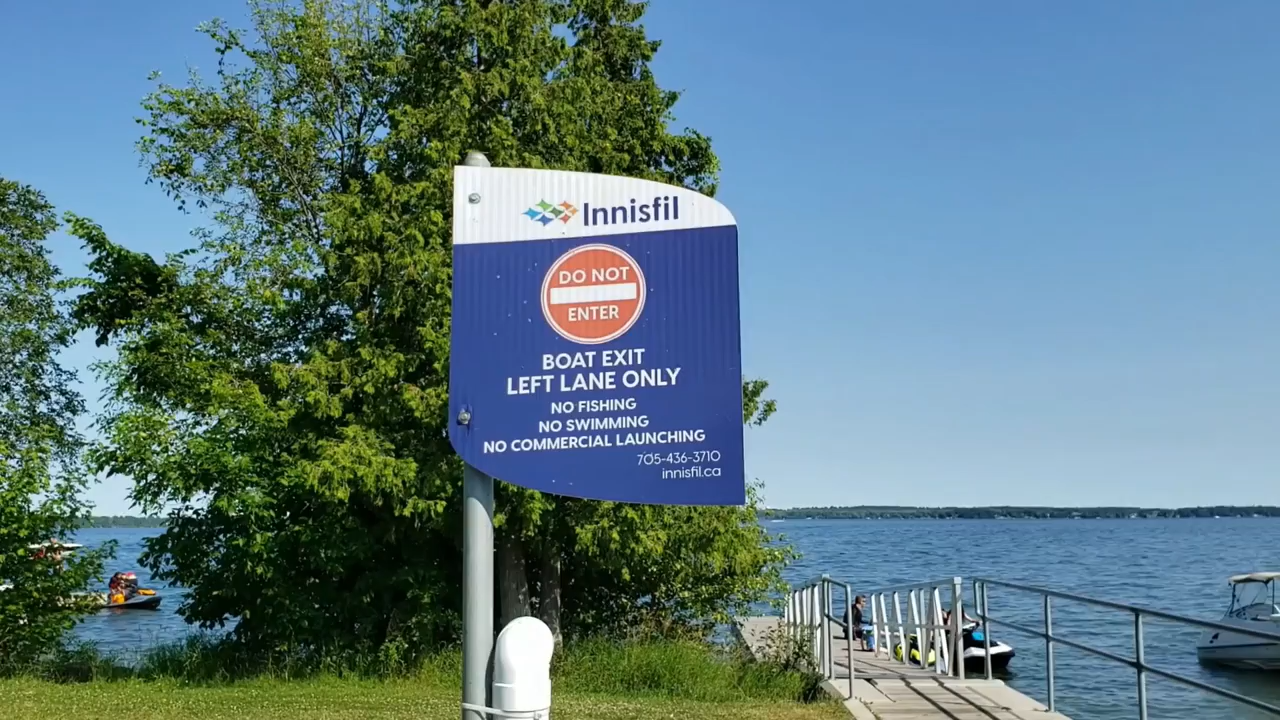 Innisfil
DO NOT
ENTER
BOAT EXIT
LEFT LANE ONLY
NO FISHING
NO SWIMMING
NO COMMERCIAL LAUNCHING
705-436-3710
innisfil.ca